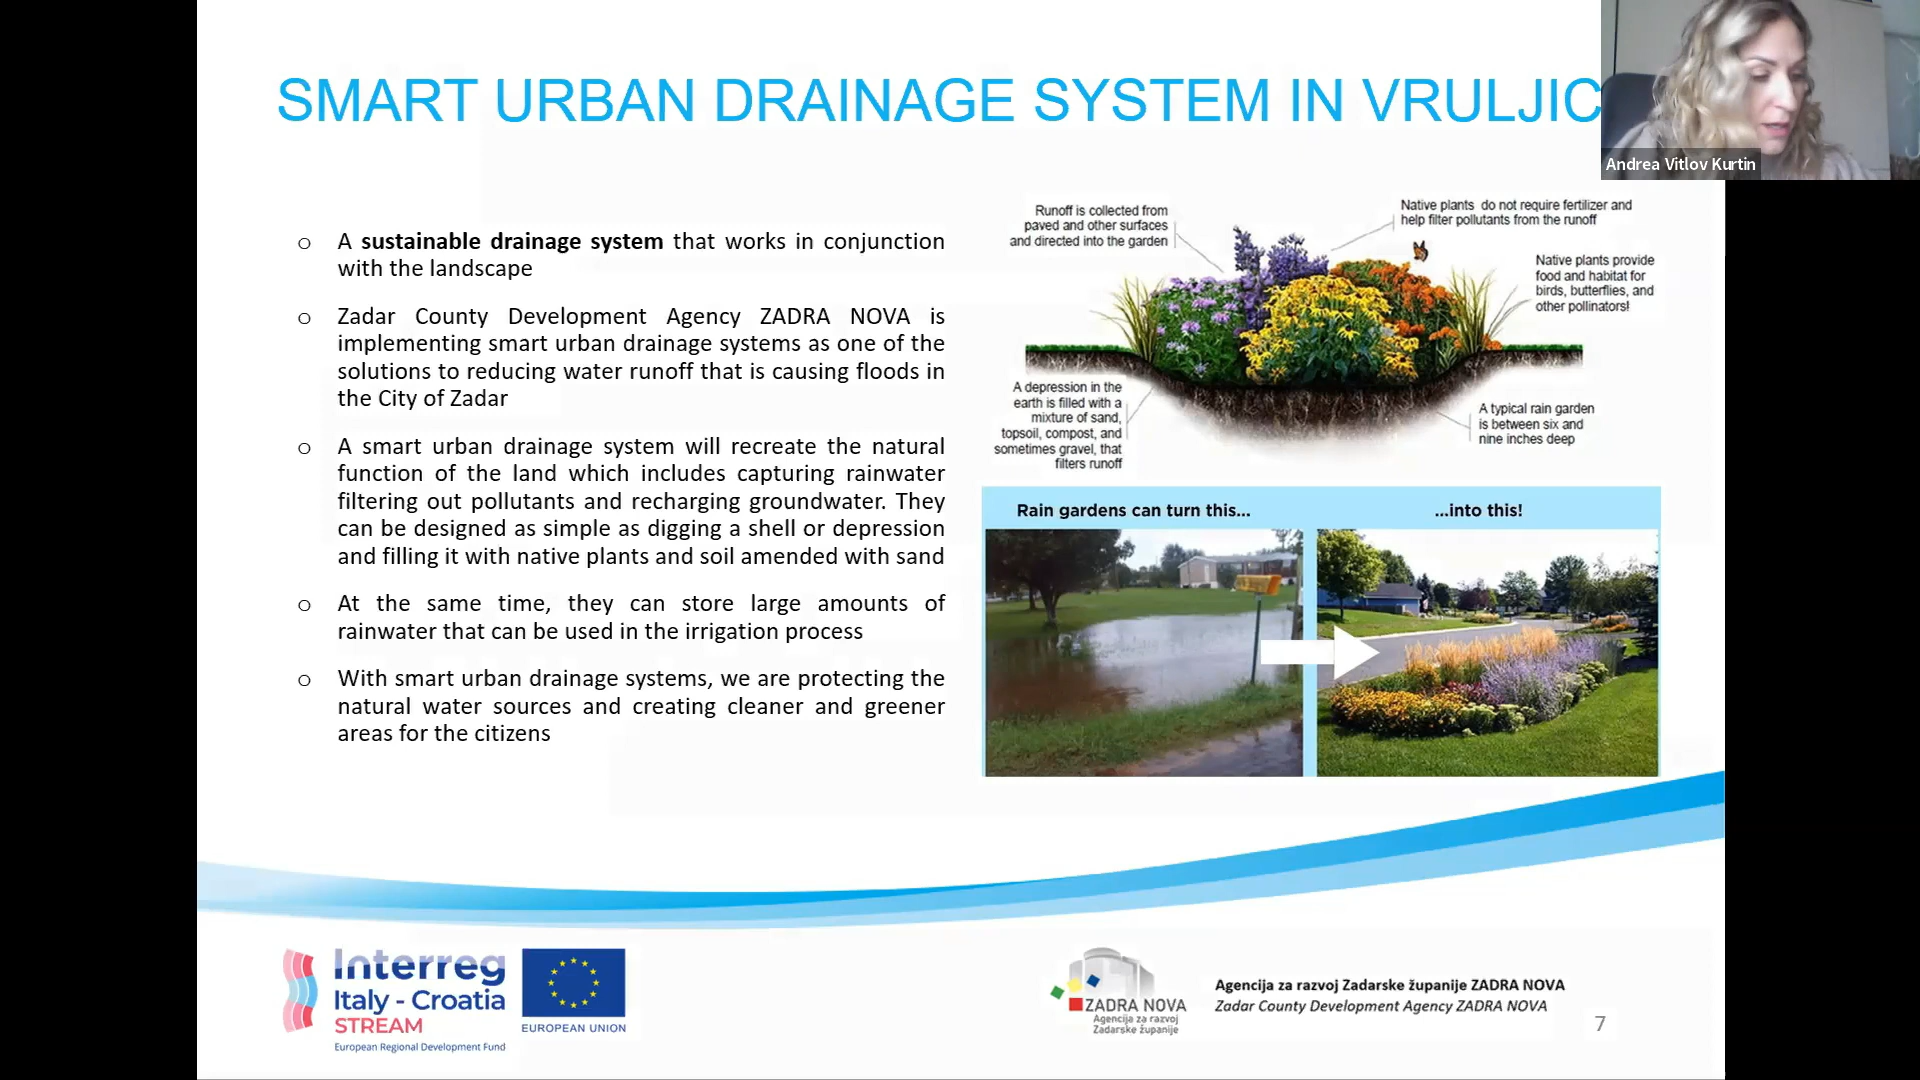 SMART URBAN DRAINAGE SYSTEM IN VRULJIC
Andrea Vitlov Kurtin
o A sustainable drainage system that works in conjunction
with the landscape
o Zadar County Development Agency ZADRA NOVA is
implementing smart urban drainage systems as one of the
solutions to reducing water runoff that is causing floods in
the City of Zadar
o A smart urban drainage system will recreate the natural
function of the land which includes capturing rainwater
filtering out pollutants and recharging groundwater. They
can be designed as simple as digging a shell or depression
and filling it with native plants and soil amended with sand
o At the same time, they can store large amounts of
rainwater that can be used in the irrigation process
o With smart urban drainage systems, we are protecting the
natural water sources and creating cleaner and greener
areas for the citizens
Runoff is collected from
paved and other surfaces
and directed into the garden
Native plants do not require fertilizer and
help filter pollutants from the runoff
Native plants provide
food and habitat for
birds, butterflies, and
other pollinators!
A depression in the
earth is filled with a
mixture of sand,
topsoil, compost, and
sometimes gravel, that
filters runoff
A typical rain garden
is between six and
nine inches deep
Rain gardens can turn this...
...into this!
Interreg
Italy - Croatia
STREAM
European Regional Development Fund
EUROPEAN UNION
ZADRA NOVA
Agencija za razvoj
Zadarske županije
Agencija za razvoj Zadarske županije ZADRA NOVA
Zadar County Development Agency ZADRA NOVA
7